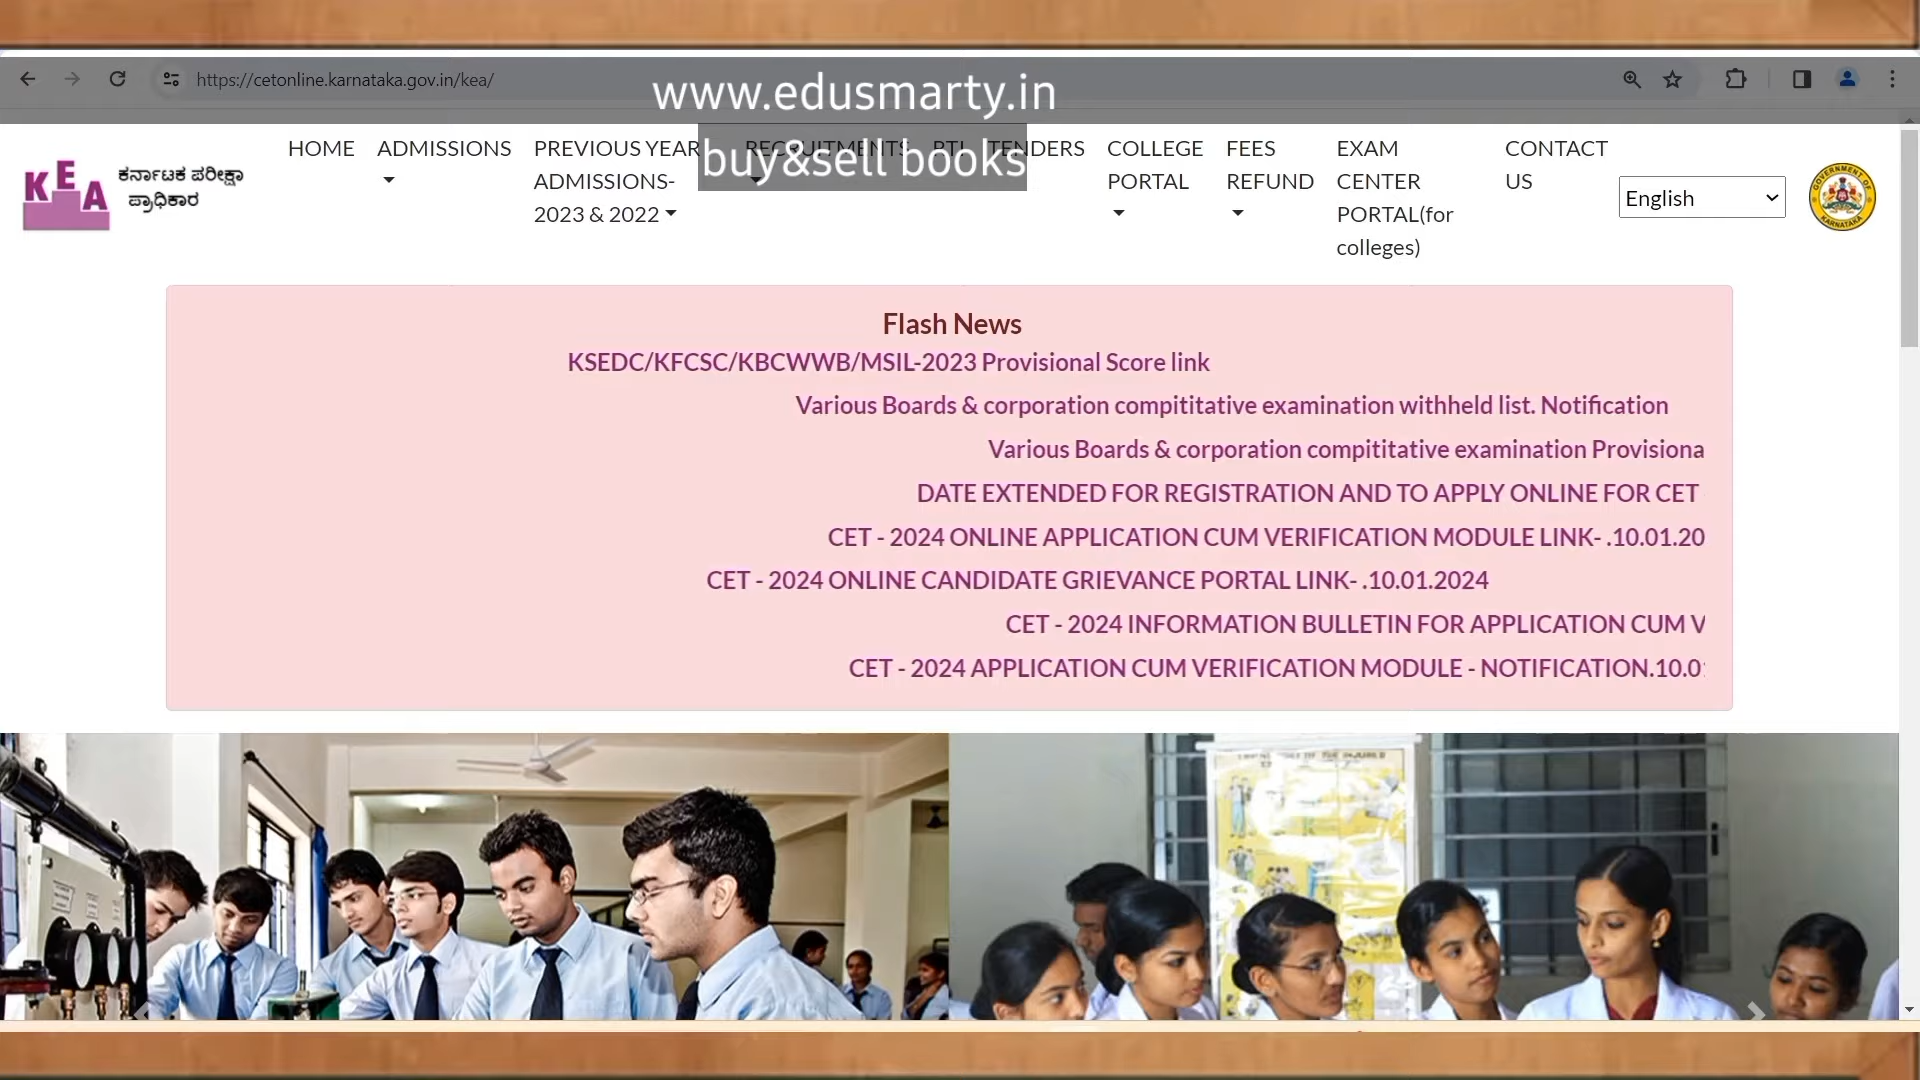 https://cetonline.karnataka.gov.in/kea/
www.edusmarty.in
buy&sell books
KEA
ಕರ್ನಾಟಕ ಪರೀಕ್ಷಾ
ಪ್ರಾಧಿಕಾರ
HOME
ADMISSIONS
PREVIOUS YEAR
ADMISSIONS-
2023 & 2022
RECRUITMENTS
RTI
TENDERS
COLLEGE
PORTAL
FEES
REFUND
EXAM
CENTER
PORTAL(for
colleges)
CONTACT
US
English
GOVERNMENT OF
KARNATAKA
Flash News
KSEDC/KFCSC/KBCWWB/MSIL-2023 Provisional Score link
Various Boards & corporation compititative examination withheld list. Notification
Various Boards & corporation compititative examination Provisiona
DATE EXTENDED FOR REGISTRATION AND TO APPLY ONLINE FOR CET
CET - 2024 ONLINE APPLICATION CUM VERIFICATION MODULE LINK- .10.01.20
CET - 2024 ONLINE CANDIDATE GRIEVANCE PORTAL LINK- .10.01.2024
CET - 2024 INFORMATION BULLETIN FOR APPLICATION CUM V
CET - 2024 APPLICATION CUM VERIFICATION MODULE - NOTIFICATION.10.0